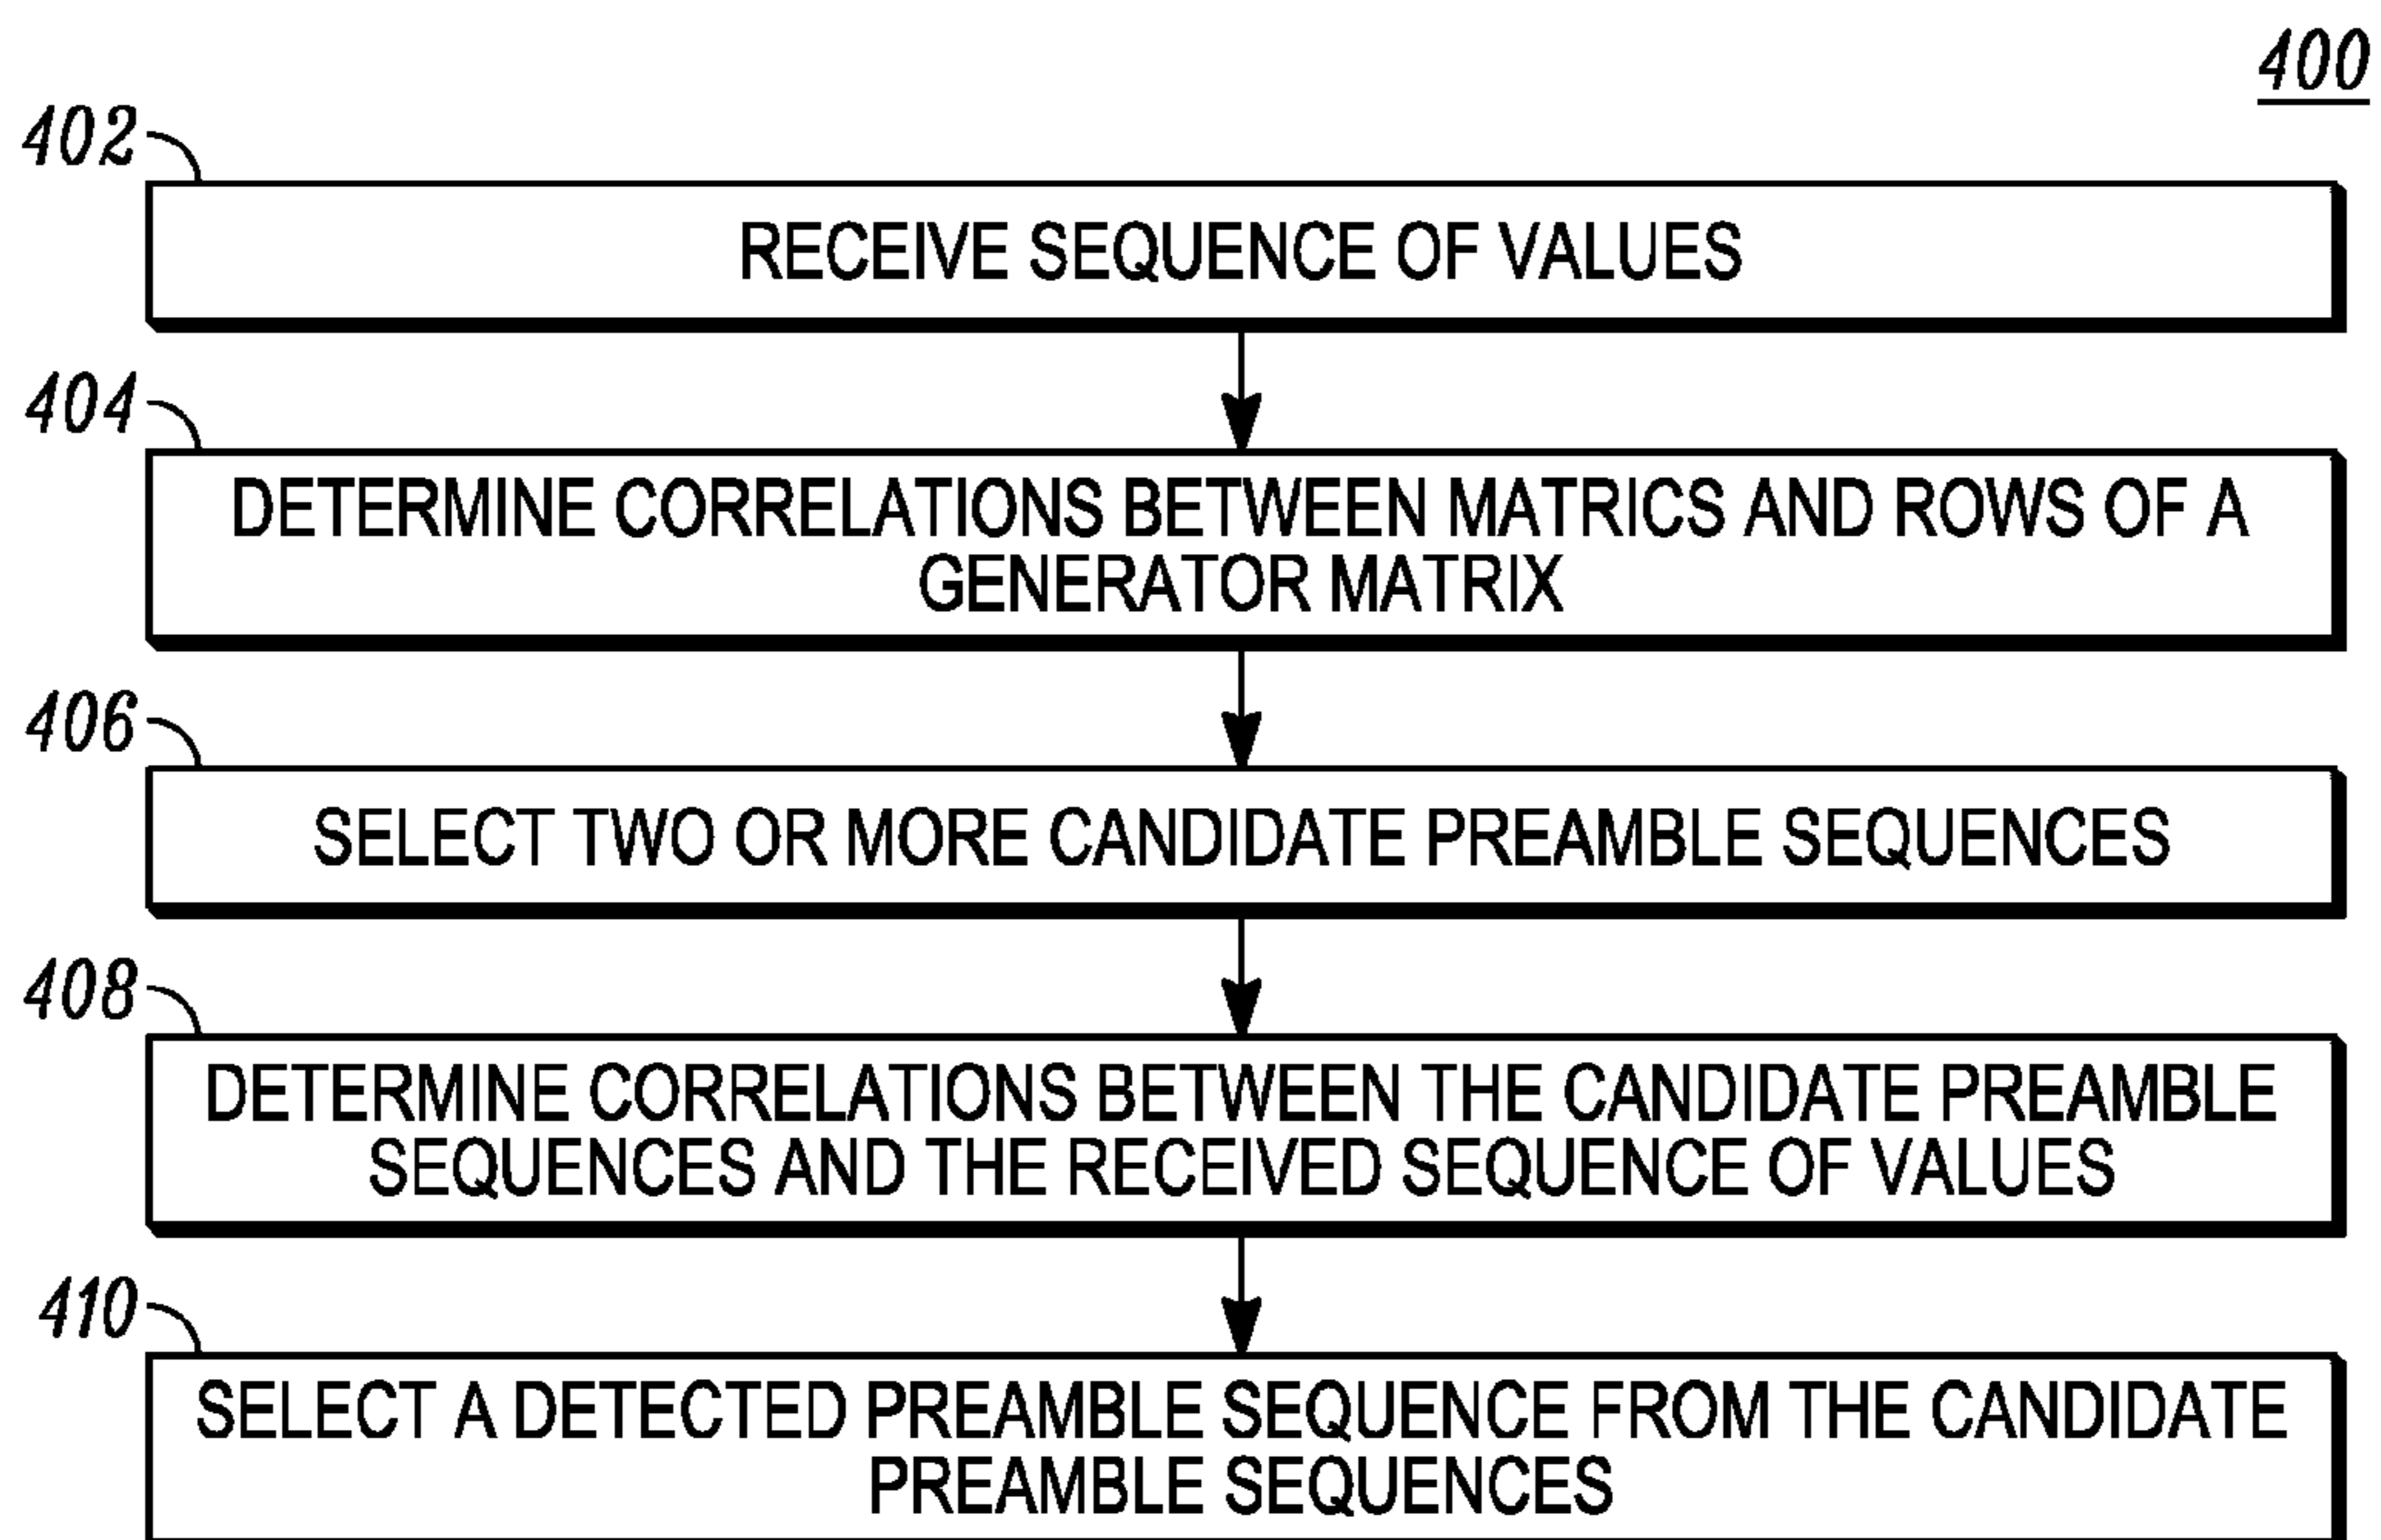 400
402
RECEIVE SEQUENCE OF VALUES
404
DETERMINE CORRELATIONS BETWEEN MATRICS AND ROWS OF A
GENERATOR MATRIX
406
SELECT TWO OR MORE CANDIDATE PREAMBLE SEQUENCES
408
DETERMINE CORRELATIONS BETWEEN THE CANDIDATE PREAMBLE
SEQUENCES AND THE RECEIVED SEQUENCE OF VALUES
410
SELECT A DETECTED PREAMBLE SEQUENCE FROM THE CANDIDATE
PREAMBLE SEQUENCES